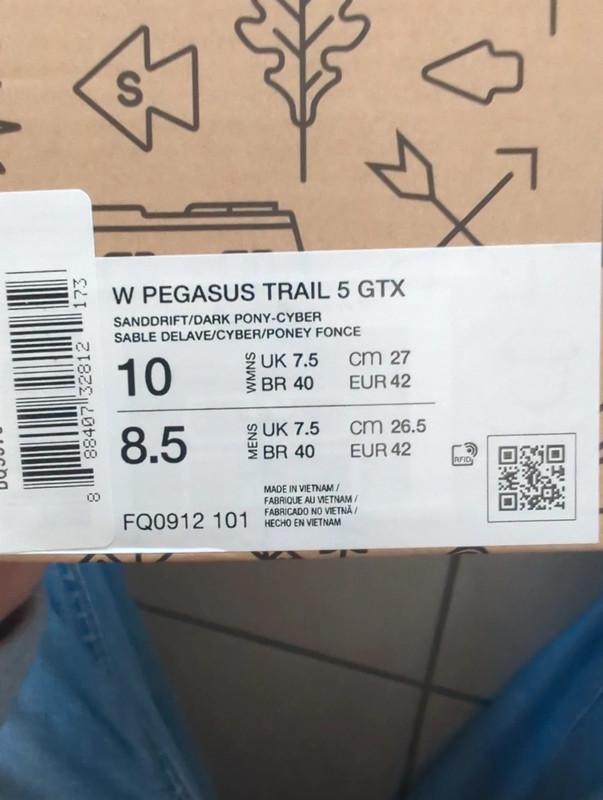 S
W PEGASUS TRAIL 5 GTX
SANDDRIFT/DARK PONY-CYBER
SABLE DELAVE/CYBER/PONEY FONCE
10 WMNS UK 7.5 cm 27
BR 40 EUR 42
8.5 MENS UK 7.5 cm 26.5
BR 40 EUR 42
RFID
MADE IN VIETNAM /
FABRIQUE AU VIETNAM /
FABRICADO NO VIETNÃ /
HECHO EN VIETNAM
FQ0912 101
8 88407 32812 173